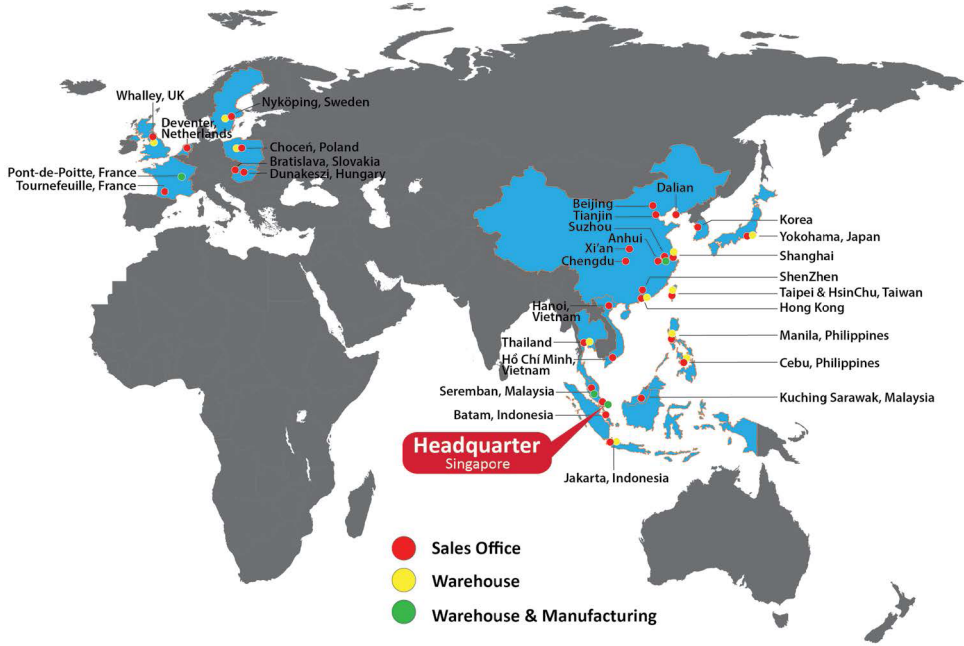 Whalley, UK
Nyköping, Sweden
Deventer,
Netherlands
Choceń, Poland
Bratislava, Slovakia
Dunakeszi, Hungary
Pont-de-Poitte, France
Tournefeuille, France
Dalian
Beijing
Tianjin
Suzhou
Anhui
Xi'an
Chengdu
Korea
Yokohama, Japan
Shanghai
ShenZhen
Taipei & HsinChu, Taiwan
Hong Kong
Hanoi,
Vietnam
Thailand
Hồ Chí Minh,
Vietnam
Manila, Philippines
Cebu, Philippines
Seremban, Malaysia
Kuching Sarawak, Malaysia
Batam, Indonesia
Headquarter
Singapore
Jakarta, Indonesia
Sales Office
Warehouse
Warehouse & Manufacturing